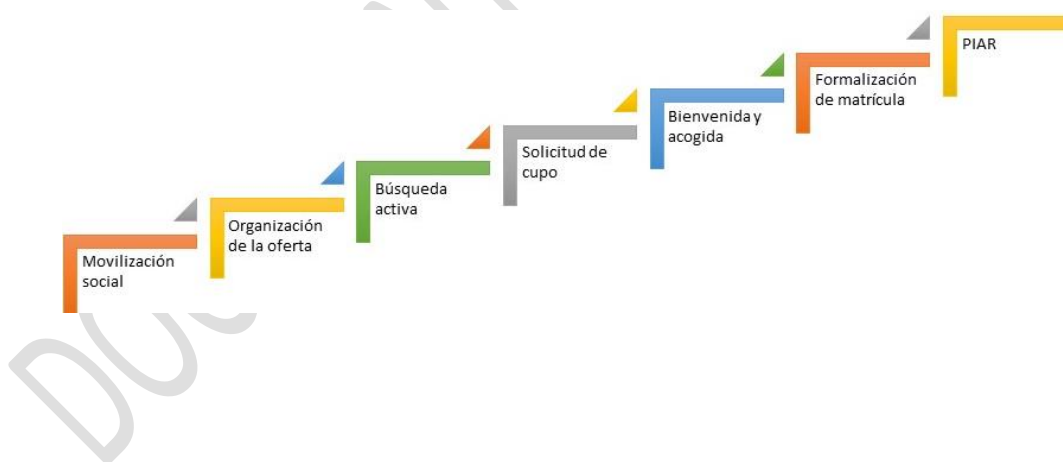 Movilización
social
Organización
de la oferta
Búsqueda
activa
Solicitud de
cupo
Bienvenida y
acogida
Formalización
de matrícula
PIAR